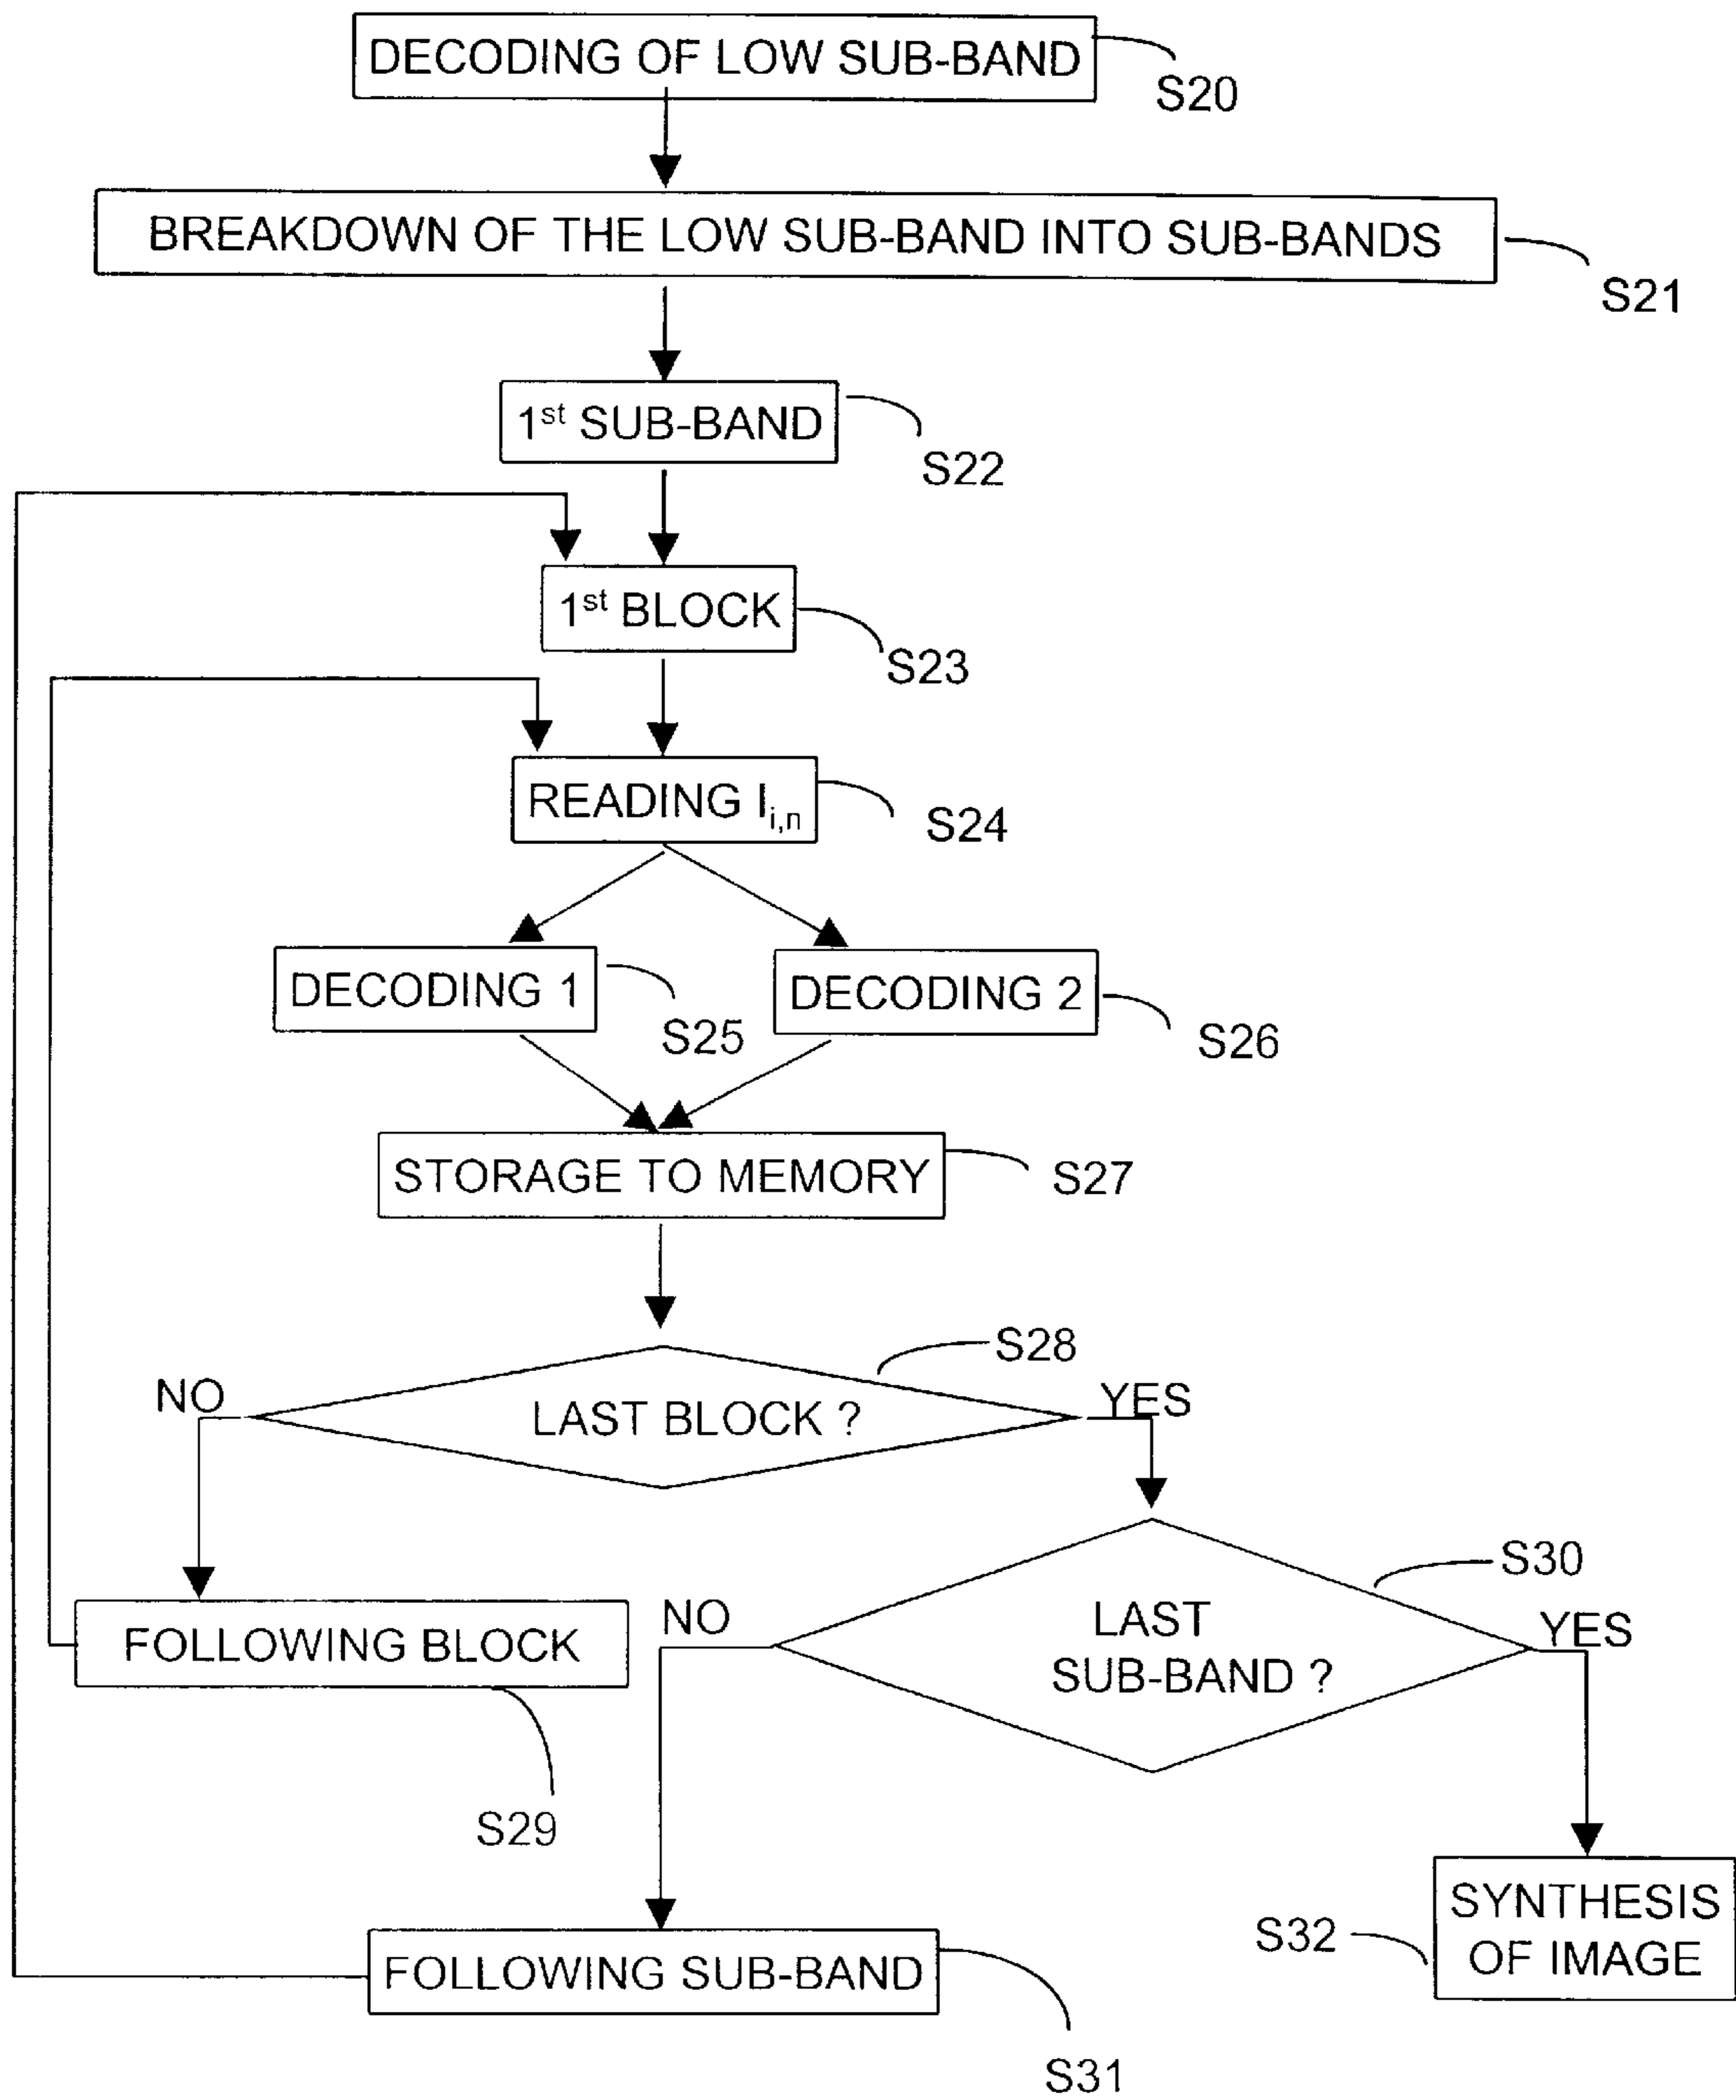 DECODING OF LOW SUB-BAND
S20
BREAKDOWN OF THE LOW SUB-BAND INTO SUB-BANDS
S21
1st SUB-BAND
S22
1st BLOCK
S23
READING Ii,n
S24
DECODING 1
S25
DECODING 2
S26
STORAGE TO MEMORY
S27
S28
NO
LAST BLOCK ?
YES
S30
NO
LAST
SUB-BAND ?
YES
FOLLOWING BLOCK
S29
SYNTHESIS
OF IMAGE
S32
FOLLOWING SUB-BAND
S31